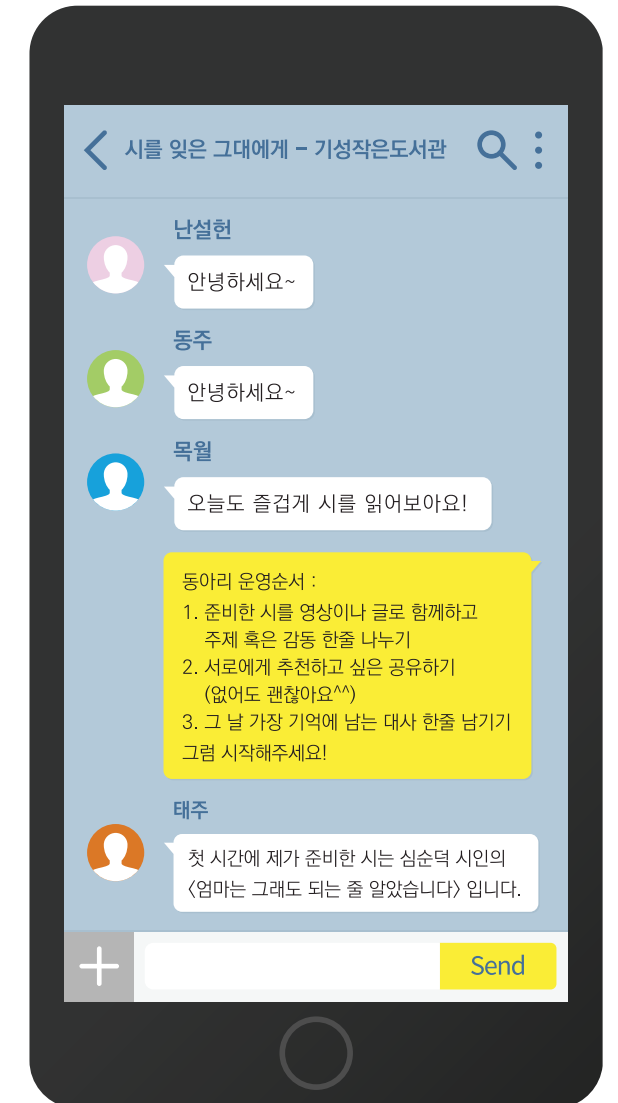 시를 잊은 그대에게 – 기성작은도서관
난설헌
안녕하세요~
동주
안녕하세요~
목월
오늘도 즐겁게 시를 읽어보아요!
동아리 운영순서 :
1. 준비한 시를 영상이나 글로 함께하고
주제 혹은 감동 한줄 나누기
2. 서로에게 추천하고 싶은 공유하기
(없어도 괜찮아요^^)
3. 그 날 가장 기억에 남는 대사 한줄 남기기
그럼 시작해주세요!
태주
첫 시간에 제가 준비한 시는 심순덕 시인의
〈엄마는 그래도 되는 줄 알았습니다〉 입니다.
Send